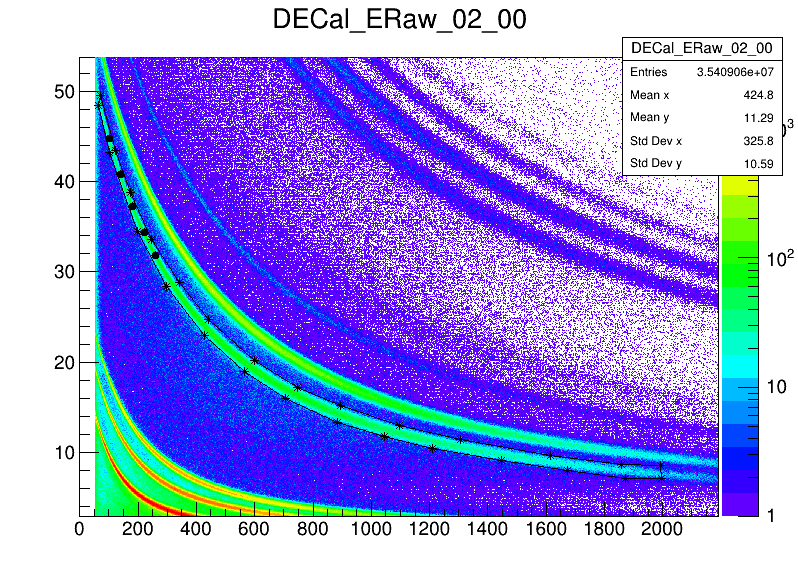 DECal_ERaw_02_00
DECal_ERaw_02_00
Entries 3.540906e+07
Mean x 424.8
Mean y 11.29
Std Dev x 325.8
Std Dev y 10.59
50
40
30
20
10
0 200 400 600 800 1000 1200 1400 1600 1800 2000
10²
10
1